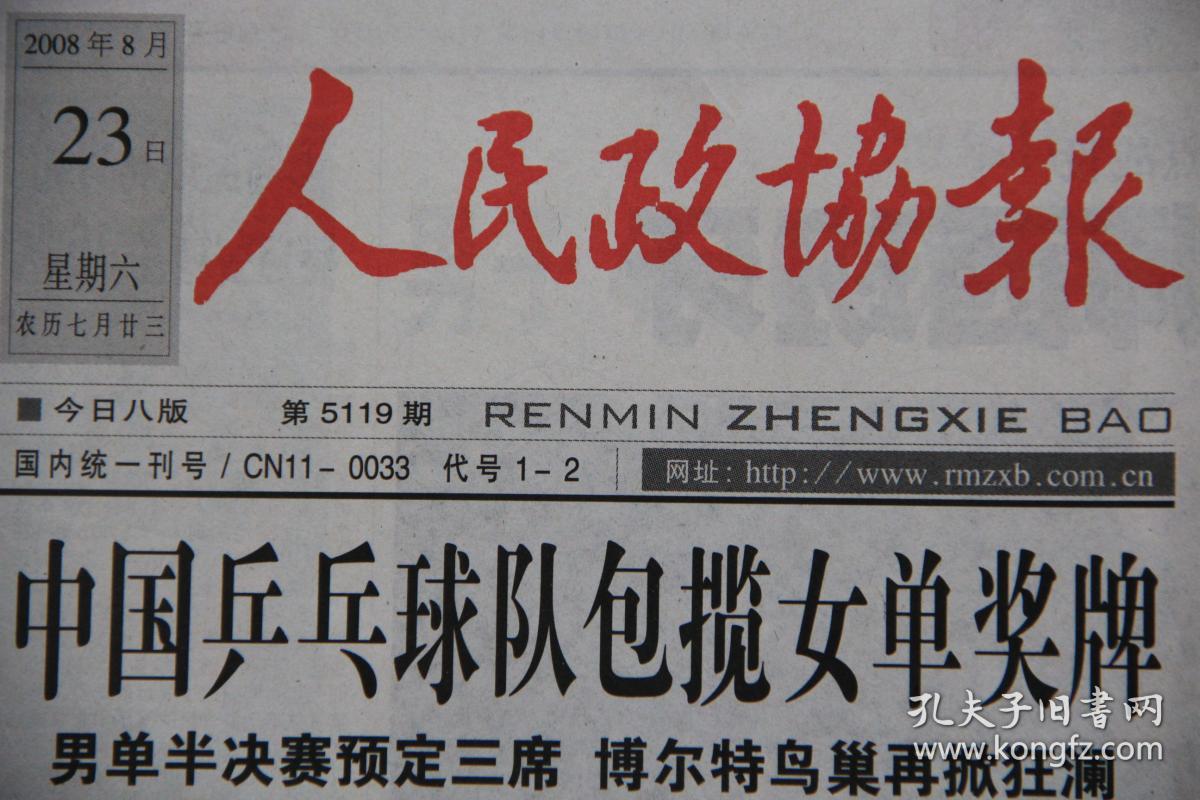 2008年8月
23日
星期六
农历七月廿三
人民政協報
■ 今日八版 第5119期 RENMIN ZHENGXIE BAO
国内统一刊号/CN11-0033 代号1-2 网址:http://www.rmzxb.com.cn
中国乒乓球队包揽女单奖牌
男单半决赛预定三席 博尔特鸟巢再掀狂澜
孔夫子旧書网
www.kongfz.com